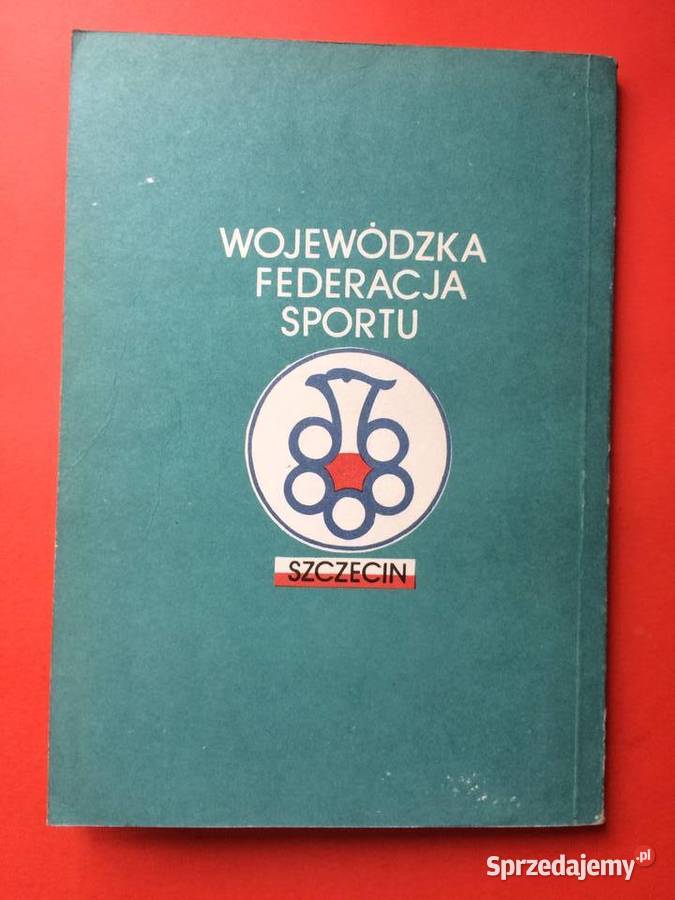 WOJEWÓDZKA
FEDERACJA
SPORTU
SZCZECIN
Sprzedajemy.pl